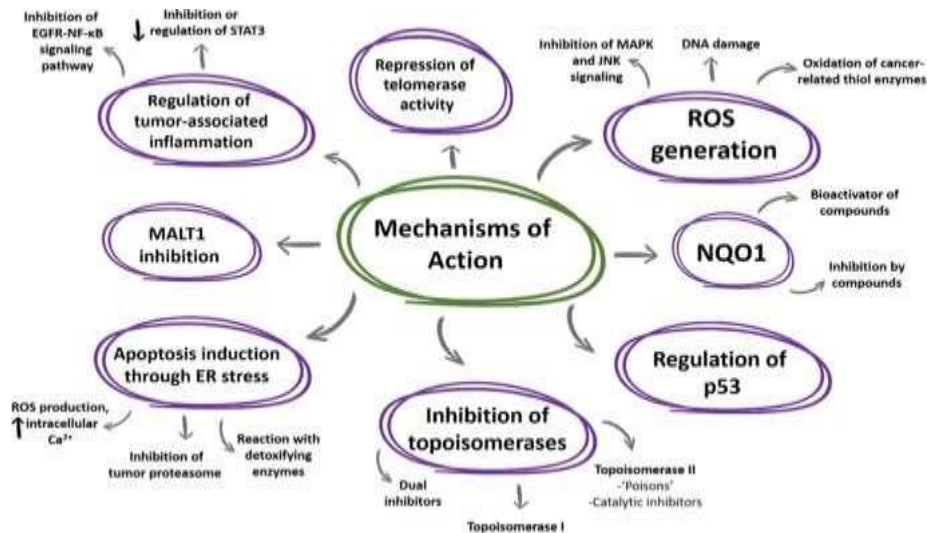 Inhibition of
EGFR-NF-κB
signaling
pathway
Inhibition or
regulation of STAT3
Regulation of
tumor-associated
inflammation
Repression of
telomerase
activity
Inhibition of MAPK
and JNK
signaling
DNA damage
Oxidation of cancer-
related thiol enzymes
ROS
generation
Mechanisms of
Action
MALT1
inhibition
NQO1
Bioactivator of
compounds
Inhibition by
compounds
Apoptosis induction
through ER stress
ROS production,
intracellular
Ca²⁺
Inhibition of
tumor proteasome
Reaction with
detoxifying
enzymes
Inhibition of
topoisomerases
Dual
inhibitors
Topoisomerase I
Topoisomerase II
-'Poisons'
-Catalytic inhibitors
Regulation of
p53